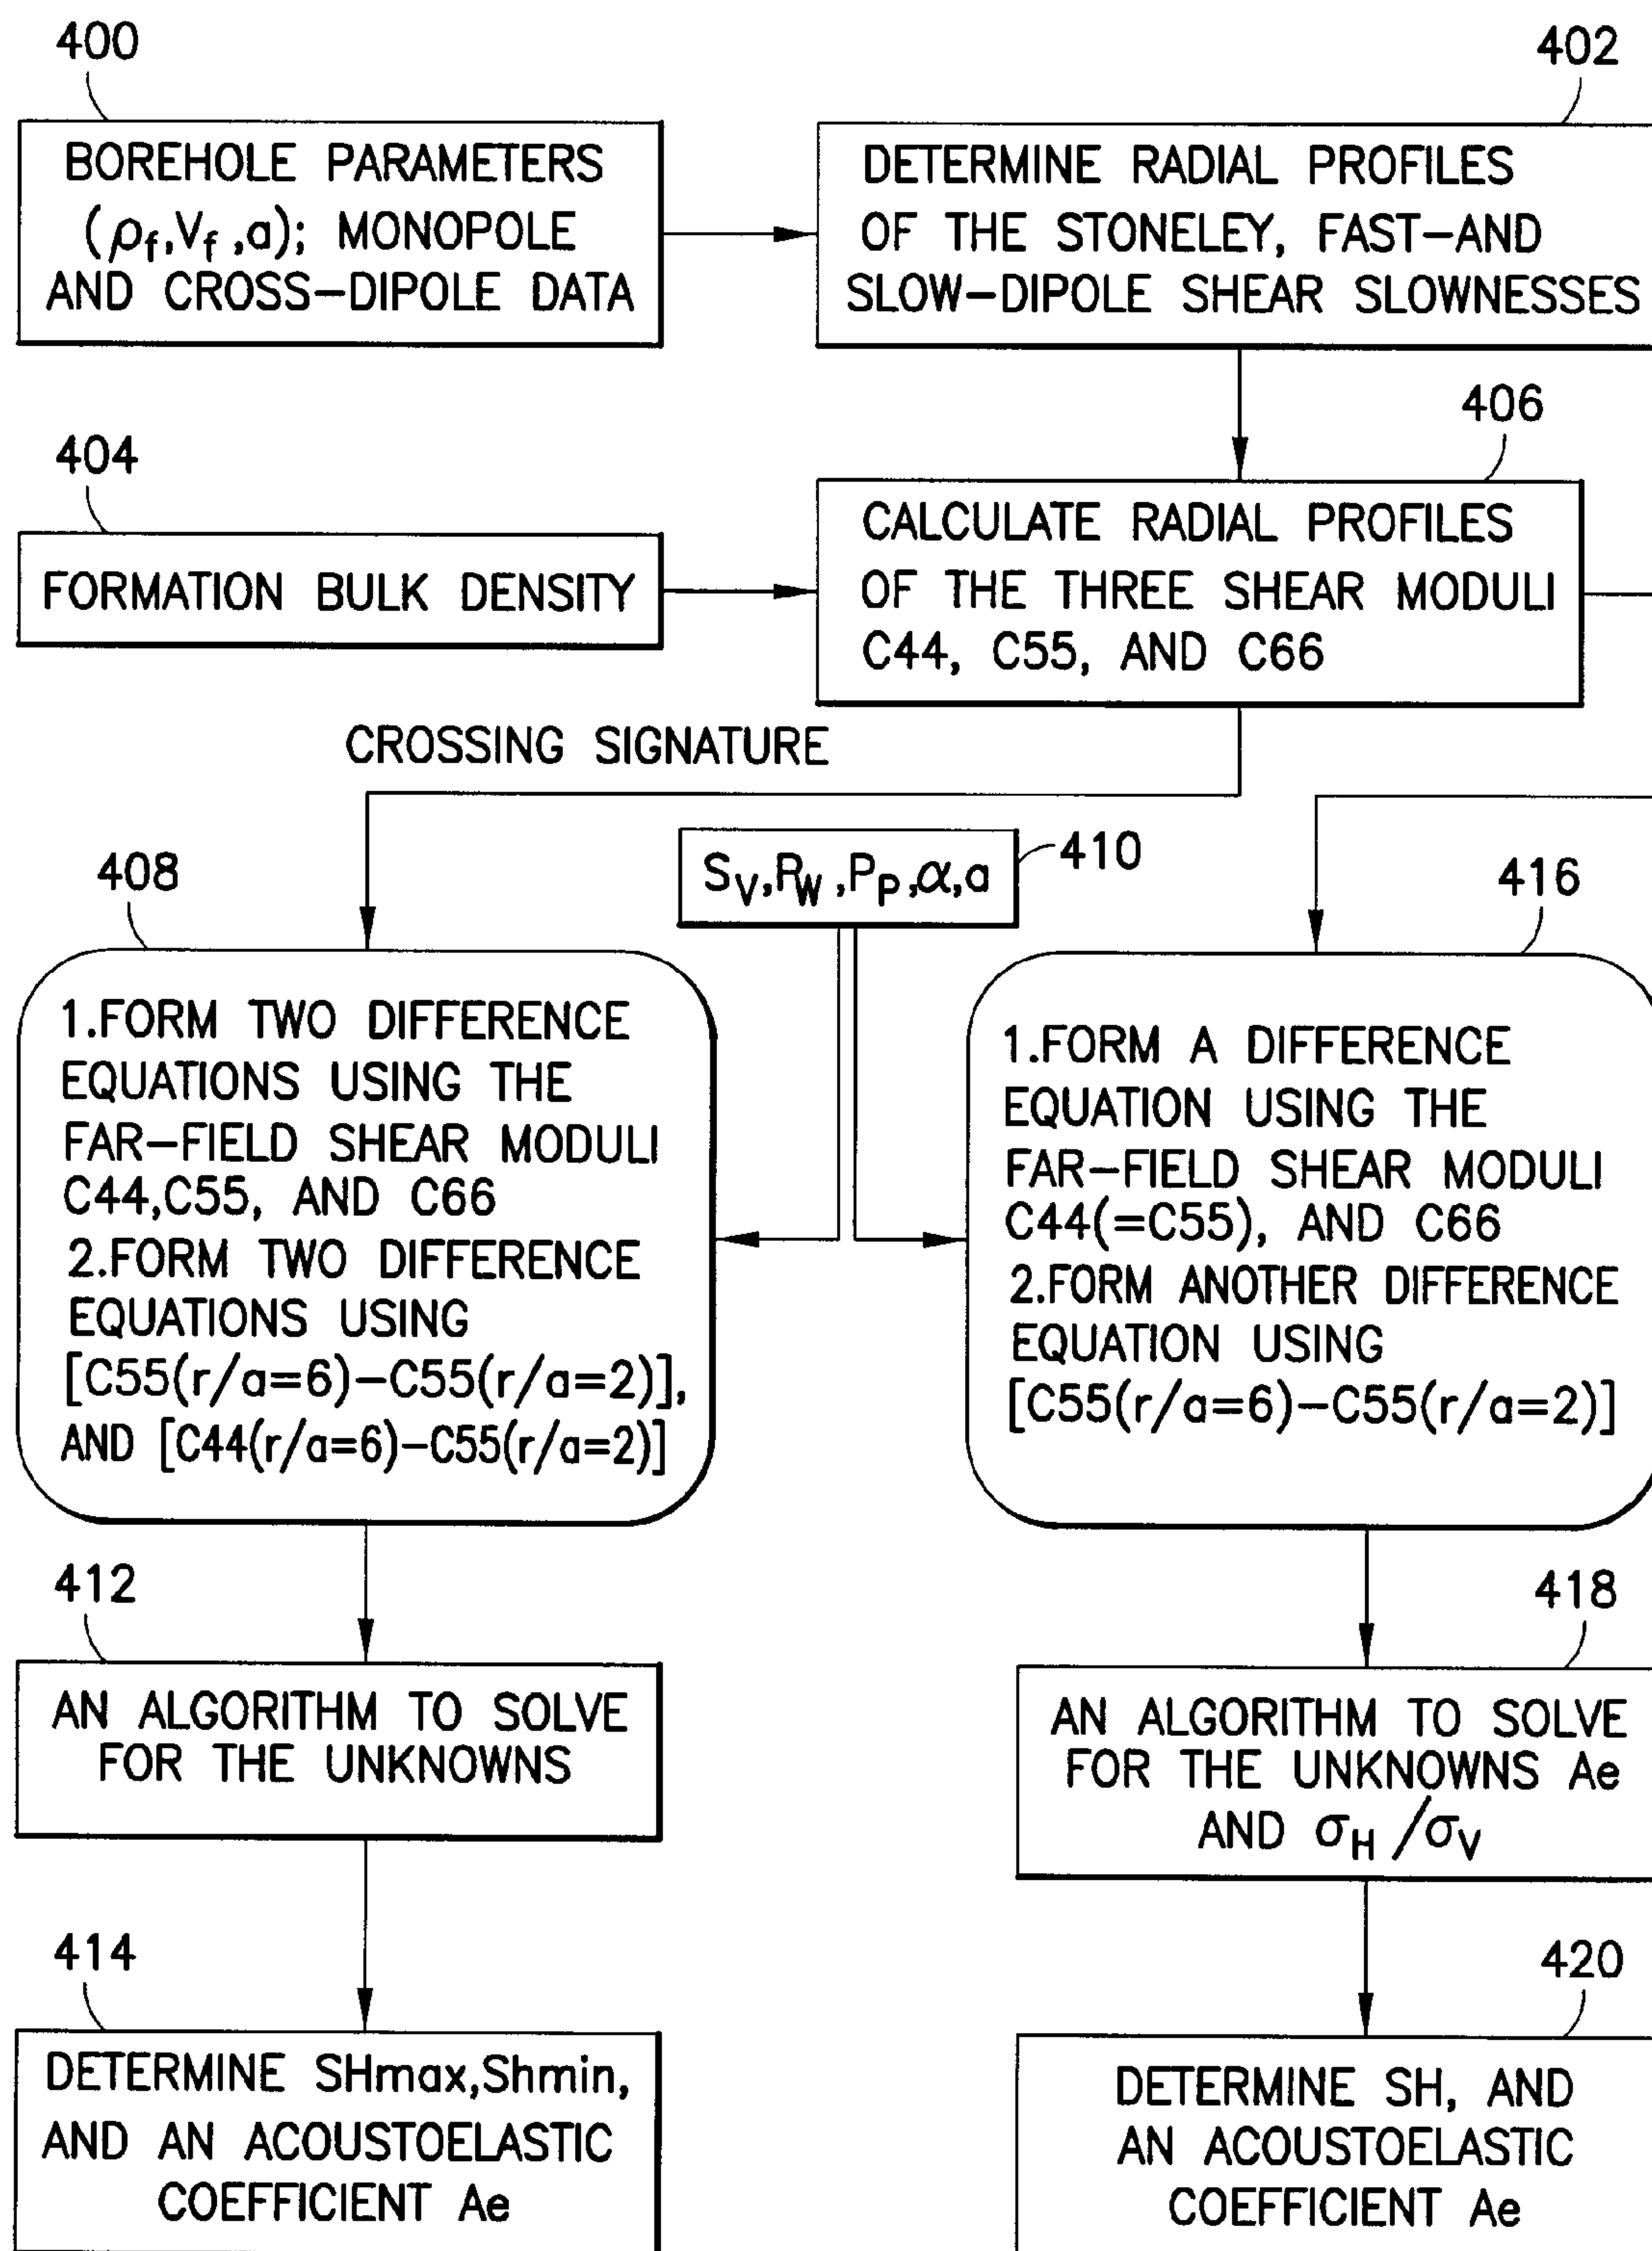 400
BOREHOLE PARAMETERS
(ρf,Vf,a); MONOPOLE
AND CROSS-DIPOLE DATA
402
DETERMINE RADIAL PROFILES
OF THE STONELEY, FAST-AND
SLOW-DIPOLE SHEAR SLOWNESSES
404
FORMATION BULK DENSITY
406
CALCULATE RADIAL PROFILES
OF THE THREE SHEAR MODULI
C44, C55, AND C66
CROSSING SIGNATURE
410
SV,PW,PP,α,a
408
1.FORM TWO DIFFERENCE
EQUATIONS USING THE
FAR-FIELD SHEAR MODULI
C44,C55, AND C66
2.FORM TWO DIFFERENCE
EQUATIONS USING
[C55(r/a=6)-C55(r/a=2)],
AND [C44(r/a=6)-C55(r/a=2)]
416
1.FORM A DIFFERENCE
EQUATION USING THE
FAR-FIELD SHEAR MODULI
C44(=C55), AND C66
2.FORM ANOTHER DIFFERENCE
EQUATION USING
[C55(r/a=6)-C55(r/a=2)]
412
AN ALGORITHM TO SOLVE
FOR THE UNKNOWNS
418
AN ALGORITHM TO SOLVE
FOR THE UNKNOWNS Ae
AND σH/σV
414
DETERMINE SHmax,Shmin,
AND AN ACOUSTOELASTIC
COEFFICIENT Ae
420
DETERMINE SH, AND
AN ACOUSTOELASTIC
COEFFICIENT Ae